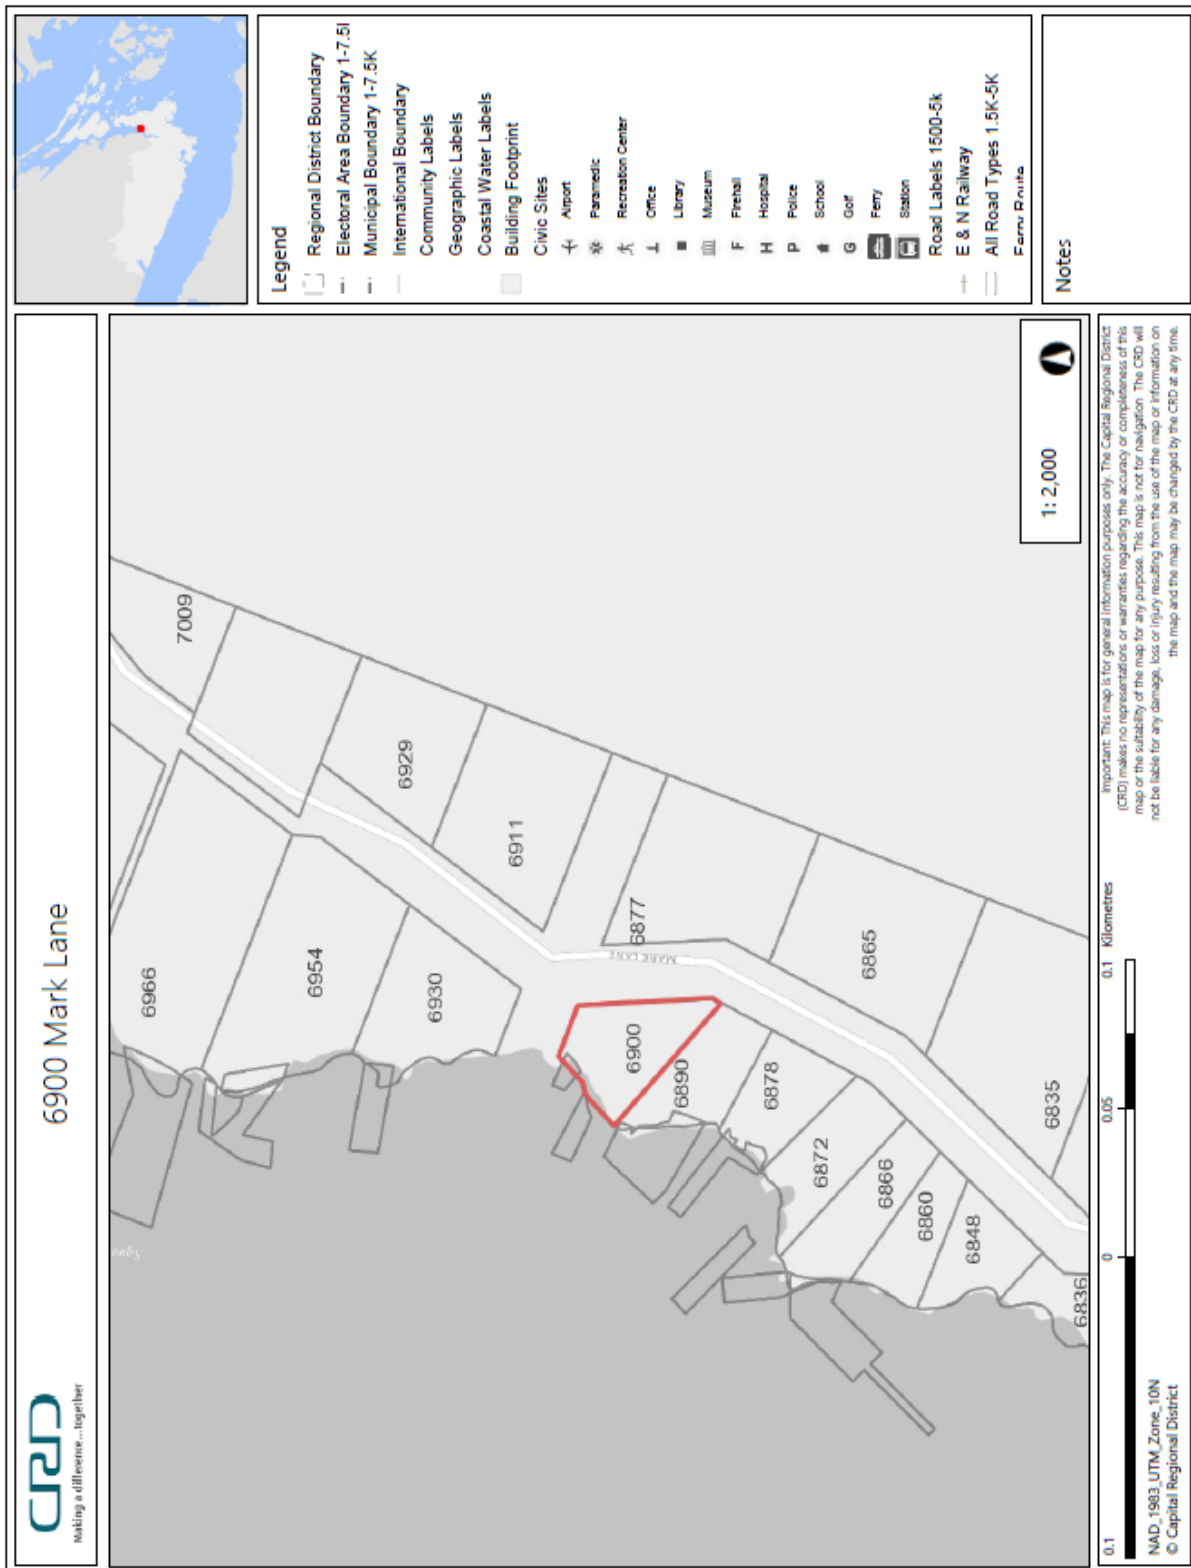 CRD
Making a difference...together
6900 Mark Lane
Legend
Regional District Boundary
Electoral Area Boundary 1-7.5I
Municipal Boundary 1-7.5K
International Boundary
Community Labels
Geographic Labels
Coastal Water Labels
Building Footprint
Civic Sites
Airport
Paramedic
Recreation Center
Office
Library
Museum
F Firehall
H Hospital
P Police
School
G Golf
Ferry
Station
Road Labels 1500-5k
E & N Railway
All Road Types 1.5K-5K
Ferry Route
Notes
7009
6966
6954
6929
6930
6911
6877
MARK LANE
6900
6890
6878
6865
6872
6866
6860
6848
6835
6836
Squa
1: 2,000
0.1 0 0.05 0.1 Kilometres
NAD_1983_UTM_Zone_10N
© Capital Regional District
Important: This map is for general information purposes only. The Capital Regional District
(CRD) makes no representations or warranties regarding the accuracy or completeness of this
map or the suitability of the map for any purpose. This map is not for navigation. The CRD will
not be liable for any damage, loss or injury resulting from the use of the map or information on
the map and the map may be changed by the CRD at any time.